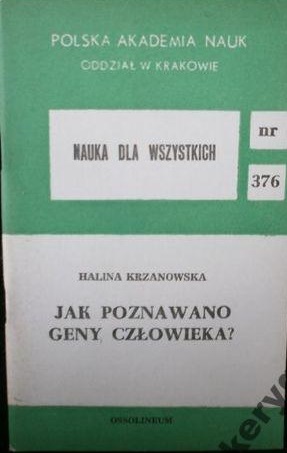 POLSKA AKADEMIA NAUK
ODDZIAŁ W KRAKOWIE
NAUKA DLA WSZYSTKICH
nr
376
HALINA KRZANOWSKA
JAK POZNAWANO
GENY CZŁOWIEKA?
OSSOLINEUM